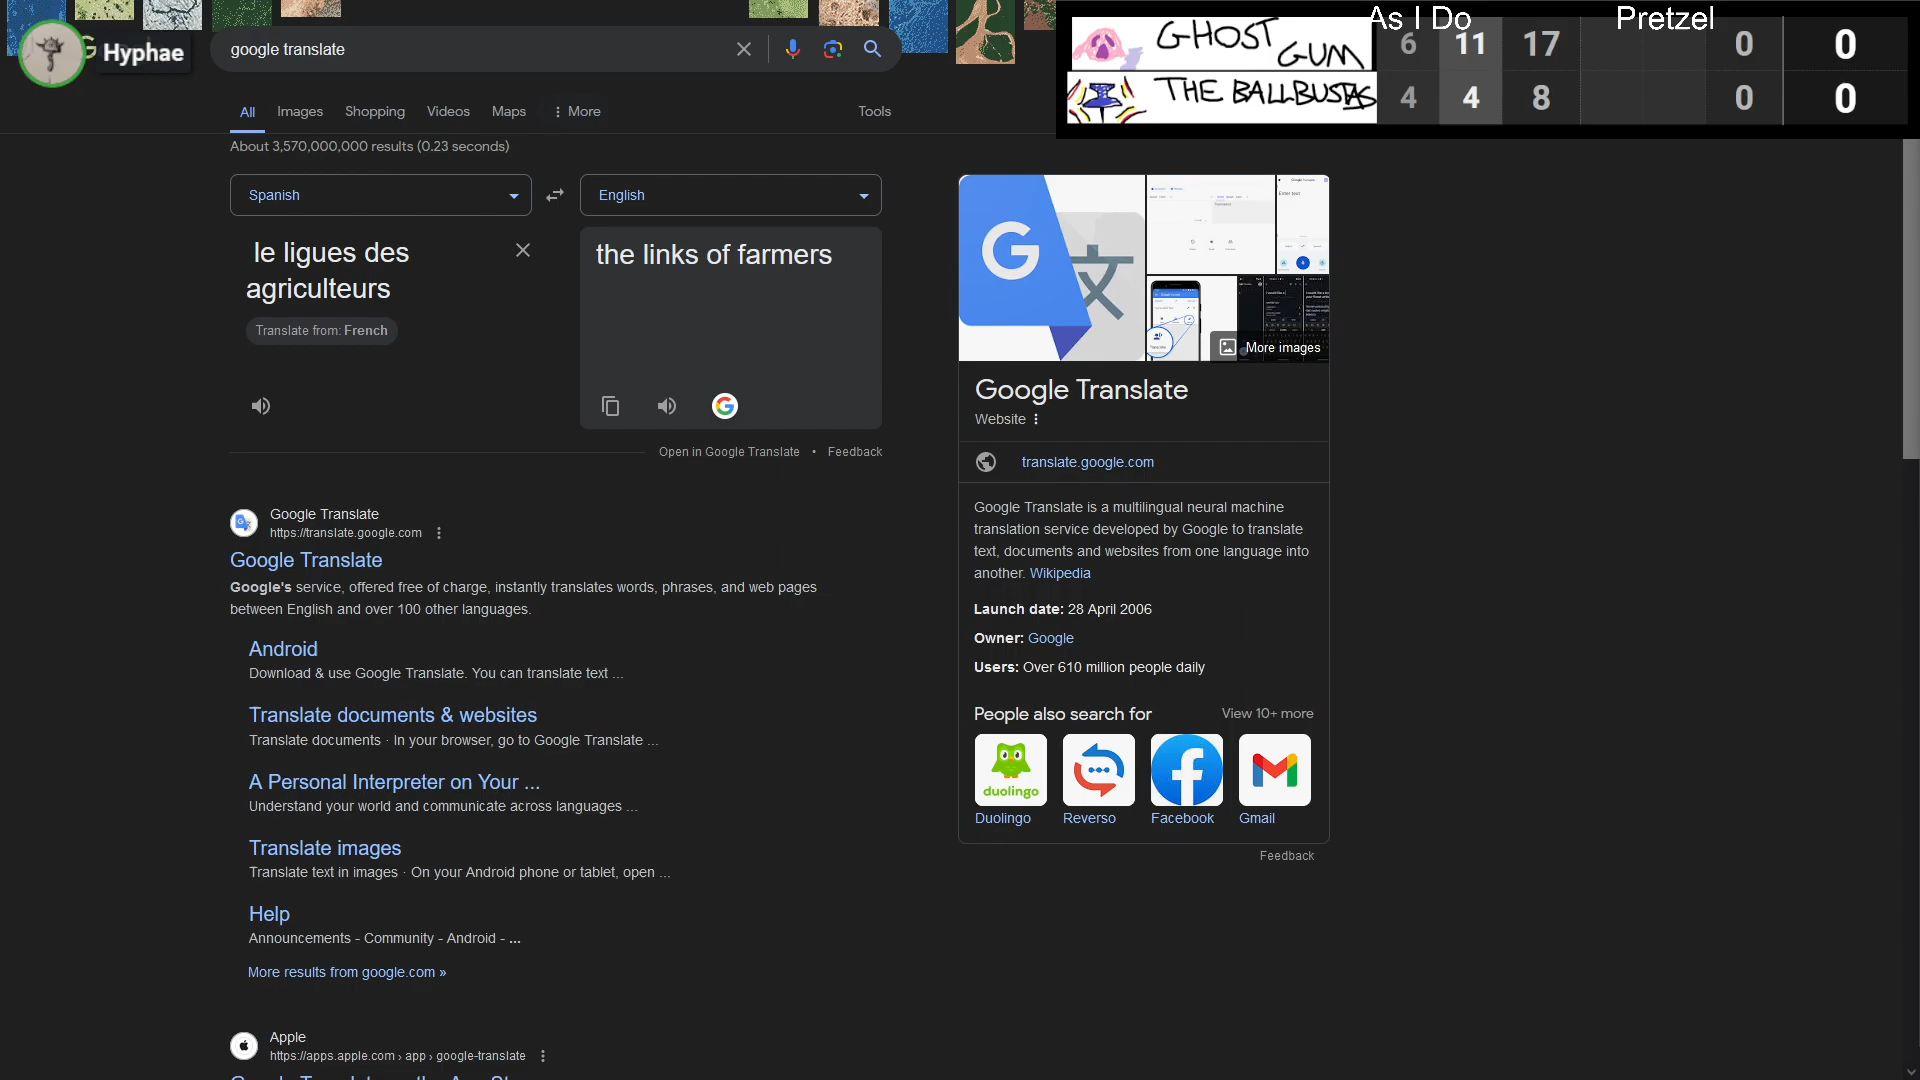 Hyphae
google translate
As I Do
Pretzel
GHOST GUM
6 11 17 0 0
THE BALLBUSTAS
4 4 8 0 0
All
Images
Shopping
Videos
Maps
More
Tools
About 3,570,000,000 results (0.23 seconds)
Spanish
English
le ligues des
agriculteurs
the links of farmers
Translate from: French
Open in Google Translate • Feedback
Google Translate
https://translate.google.com
Google Translate
Google's service, offered free of charge, instantly translates words, phrases, and web pages
between English and over 100 other languages.
Android
Download & use Google Translate. You can translate text ...
Translate documents & websites
Translate documents · In your browser, go to Google Translate ...
A Personal Interpreter on Your ...
Understand your world and communicate across languages ...
Translate images
Translate text in images · On your Android phone or tablet, open ...
Help
Announcements - Community - Android - ...
More results from google.com »
Apple
https://apps.apple.com › app › google-translate
More images
Google Translate
Website
translate.google.com
Google Translate is a multilingual neural machine
translation service developed by Google to translate
text, documents and websites from one language into
another. Wikipedia
Launch date: 28 April 2006
Owner: Google
Users: Over 610 million people daily
People also search for
View 10+ more
duolingo
Duolingo
Reverso
Facebook
Gmail
Feedback